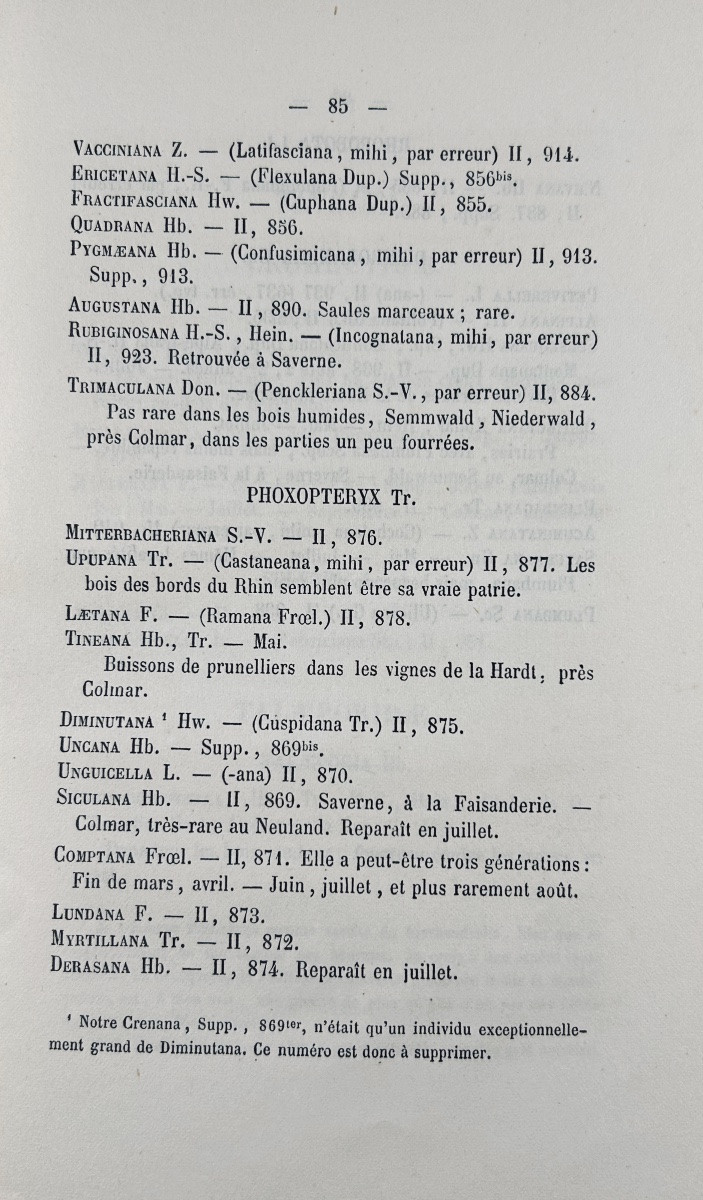 — 85 —
VACCINIANA Z. — (Latifasciana, mihi, par erreur) II, 914.
ERICETANA H.-S. — (Flexulana Dup.) Supp., 856bis.
FRACTIFASCIANA Hw. — (Cuphana Dup.) II, 855.
QUADRANA Hb. — II, 856.
PYGMÆANA Hb. — (Confusimicana, mihi, par erreur) II, 913.
Supp., 913.
AUGUSTANA Hb. — II, 890. Saules marceaux; rare.
RUBIGINOSANA H.-S., Hein. — (Incognatana, mihi, par erreur)
II, 923. Retrouvée à Saverne.
TRIMACULANA Don. — (Penckleriana S.-V., par erreur) II, 884.
Pas rare dans les bois humides, Semmwald, Niederwald,
près Colmar, dans les parties un peu fourrées.
PHOXOPTERYX Tr.
MITTERBACHERIANA S.-V. — II, 876.
UPUPANA Tr. — (Castaneana, mihi, par erreur) II, 877. Les
bois des bords du Rhin semblent être sa vraie patrie.
LÆTANA F. — (Ramana Frœl.) II, 878.
TINEANA Hb., Tr. — Mai.
Buissons de prunelliers dans les vignes de la Hardt, près
Colmar.
DIMINUTANA ¹ Hw. — (Cuspidana Tr.) II, 875.
UNCANA Hb. — Supp., 869bis.
UNGUICELLA L. — (-ana) II, 870.
SICULANA Hb. — II, 869. Saverne, à la Faisanderie. —
Colmar, très-rare au Neuland. Reparaît en juillet.
COMPTANA Frœl. — II, 871. Elle a peut-être trois générations:
Fin de mars, avril. — Juin, juillet, et plus rarement août.
LUNDANA F. — II, 873.
MYRTILLANA Tr. — II, 872.
DERASANA Hb. — II, 874. Reparaît en juillet.
¹ Notre Crenana, Supp., 869ter, n'était qu'un individu exceptionnelle-
ment grand de Diminutana. Ce numéro est donc à supprimer.